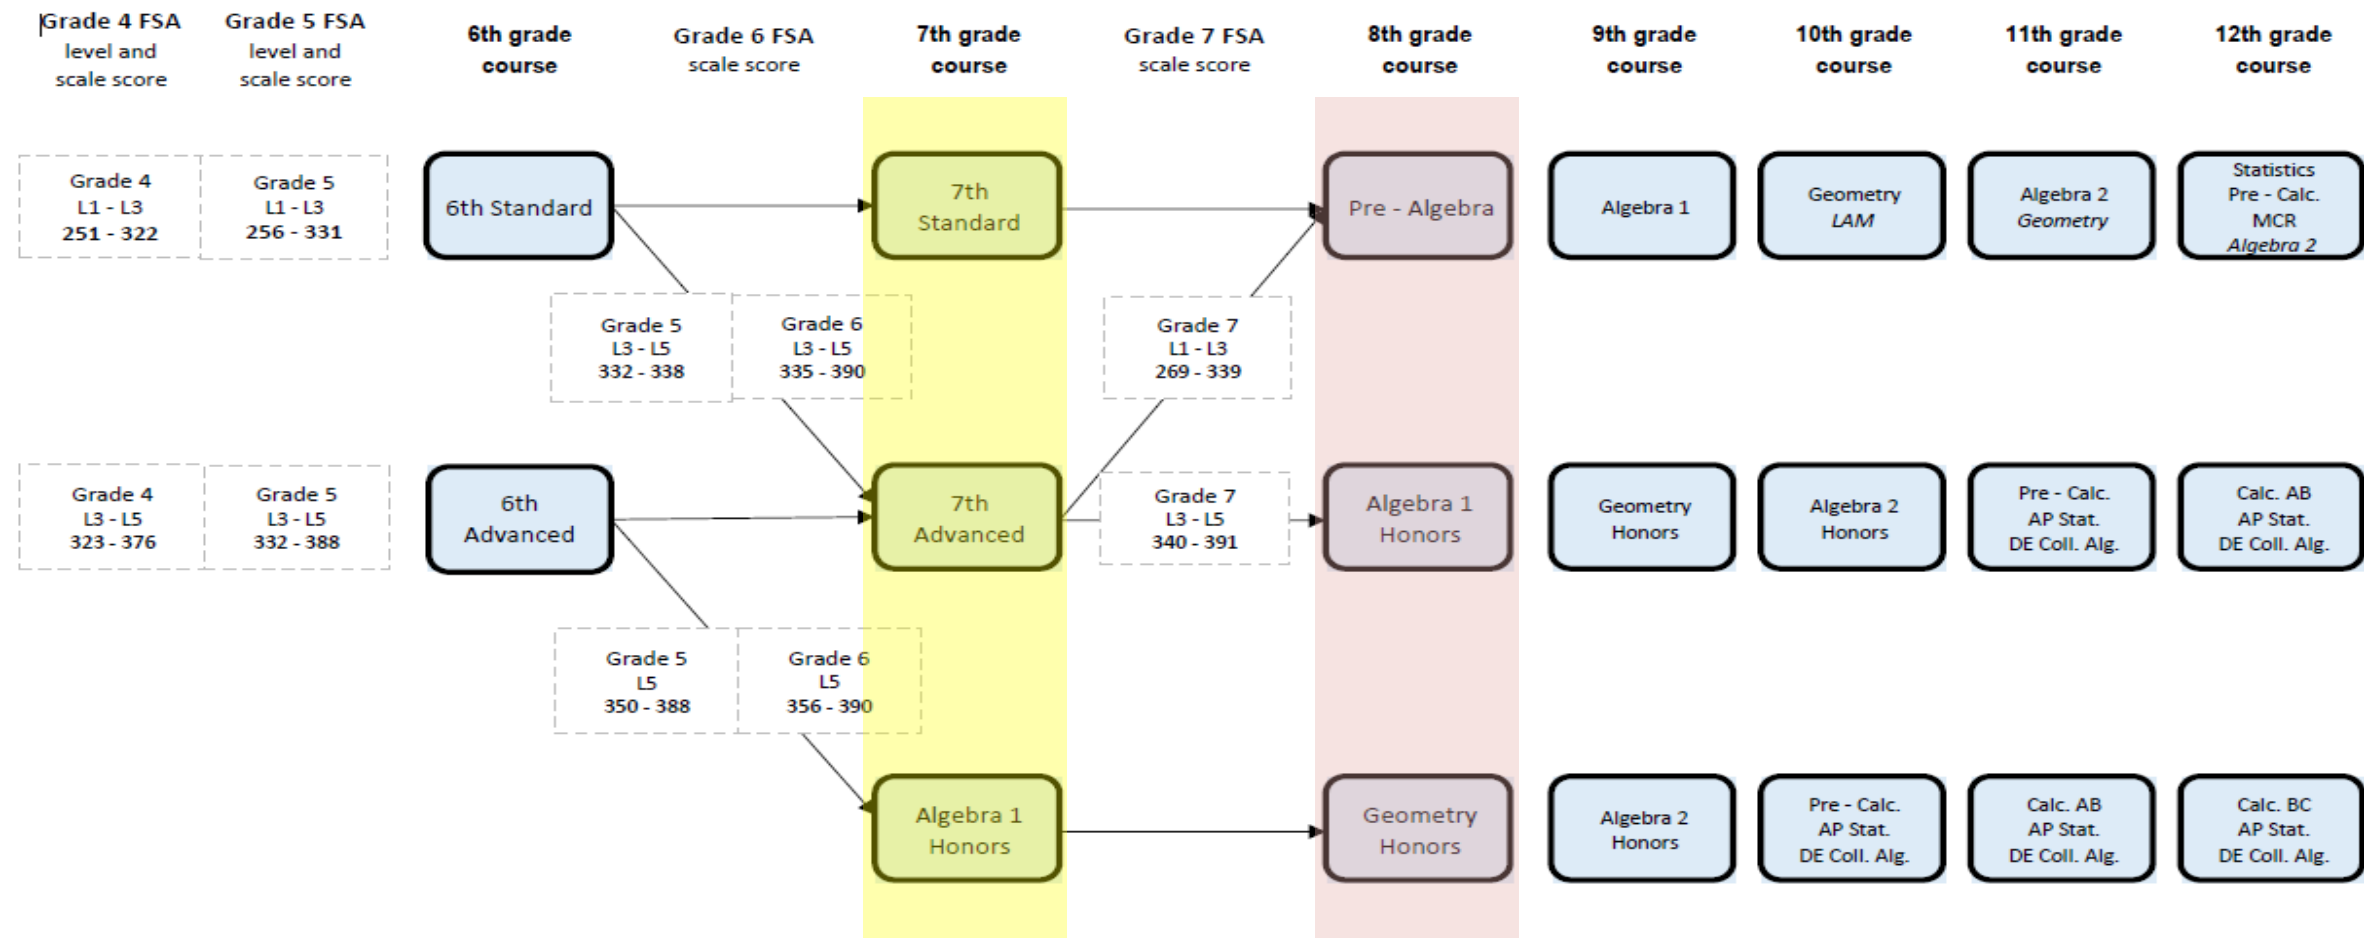 Grade 4 FSA
level and
scale score
Grade 5 FSA
level and
scale score
6th grade
course
Grade 6 FSA
scale score
7th grade
course
Grade 7 FSA
scale score
8th grade
course
9th grade
course
10th grade
course
11th grade
course
12th grade
course
Grade 4
L1 - L3
251 - 322
Grade 5
L1 - L3
256 - 331
6th Standard
7th
Standard
Pre - Algebra
Algebra 1
Geometry
LAM
Algebra 2
Geometry
Statistics
Pre - Calc.
MCR
Algebra 2
Grade 5
L3 - L5
332 - 338
Grade 6
L3 - L5
335 - 390
Grade 7
L1 - L3
269 - 339
Grade 4
L3 - L5
323 - 376
Grade 5
L3 - L5
332 - 388
6th
Advanced
7th
Advanced
Grade 7
L3 - L5
340 - 391
Algebra 1
Honors
Geometry
Honors
Algebra 2
Honors
Pre - Calc.
AP Stat.
DE Coll. Alg.
Calc. AB
AP Stat.
DE Coll. Alg.
Grade 5
L5
350 - 388
Grade 6
L5
356 - 390
Algebra 1
Honors
Geometry
Honors
Algebra 2
Honors
Pre - Calc.
AP Stat.
DE Coll. Alg.
Calc. AB
AP Stat.
DE Coll. Alg.
Calc. BC
AP Stat.
DE Coll. Alg.